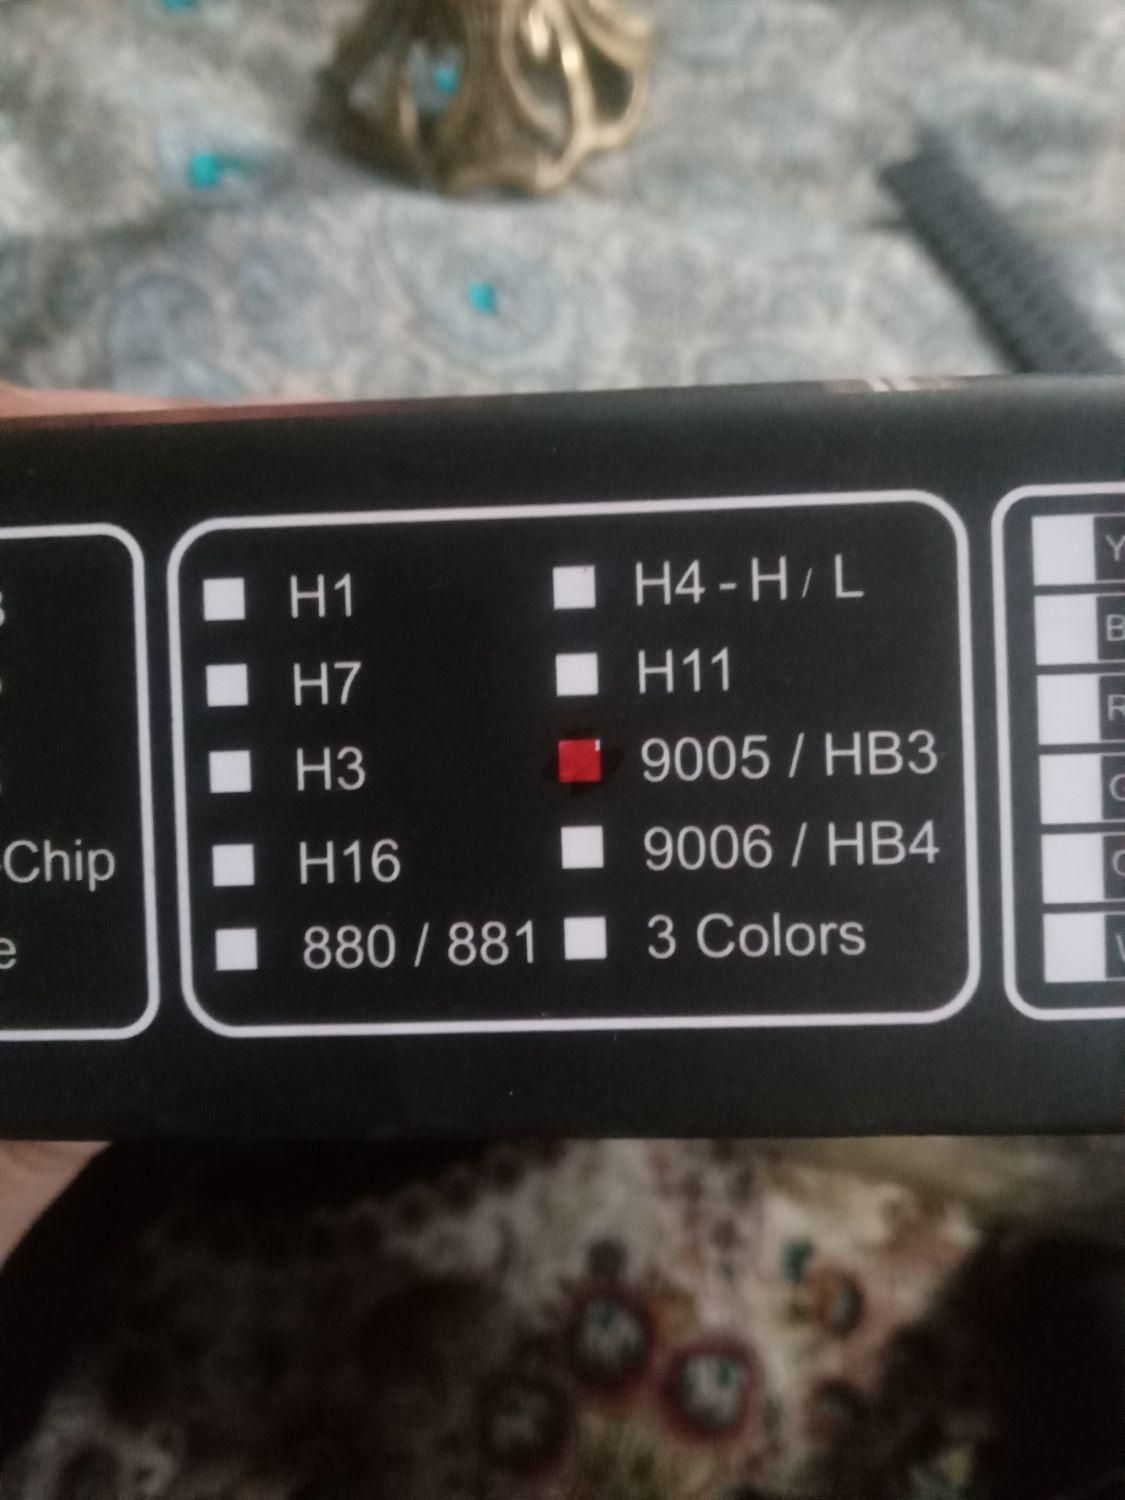 H1
H7
H3
H16
880 / 881
H4 - H / L
H11
9005 / HB3
9006 / HB4
3 Colors
Chip